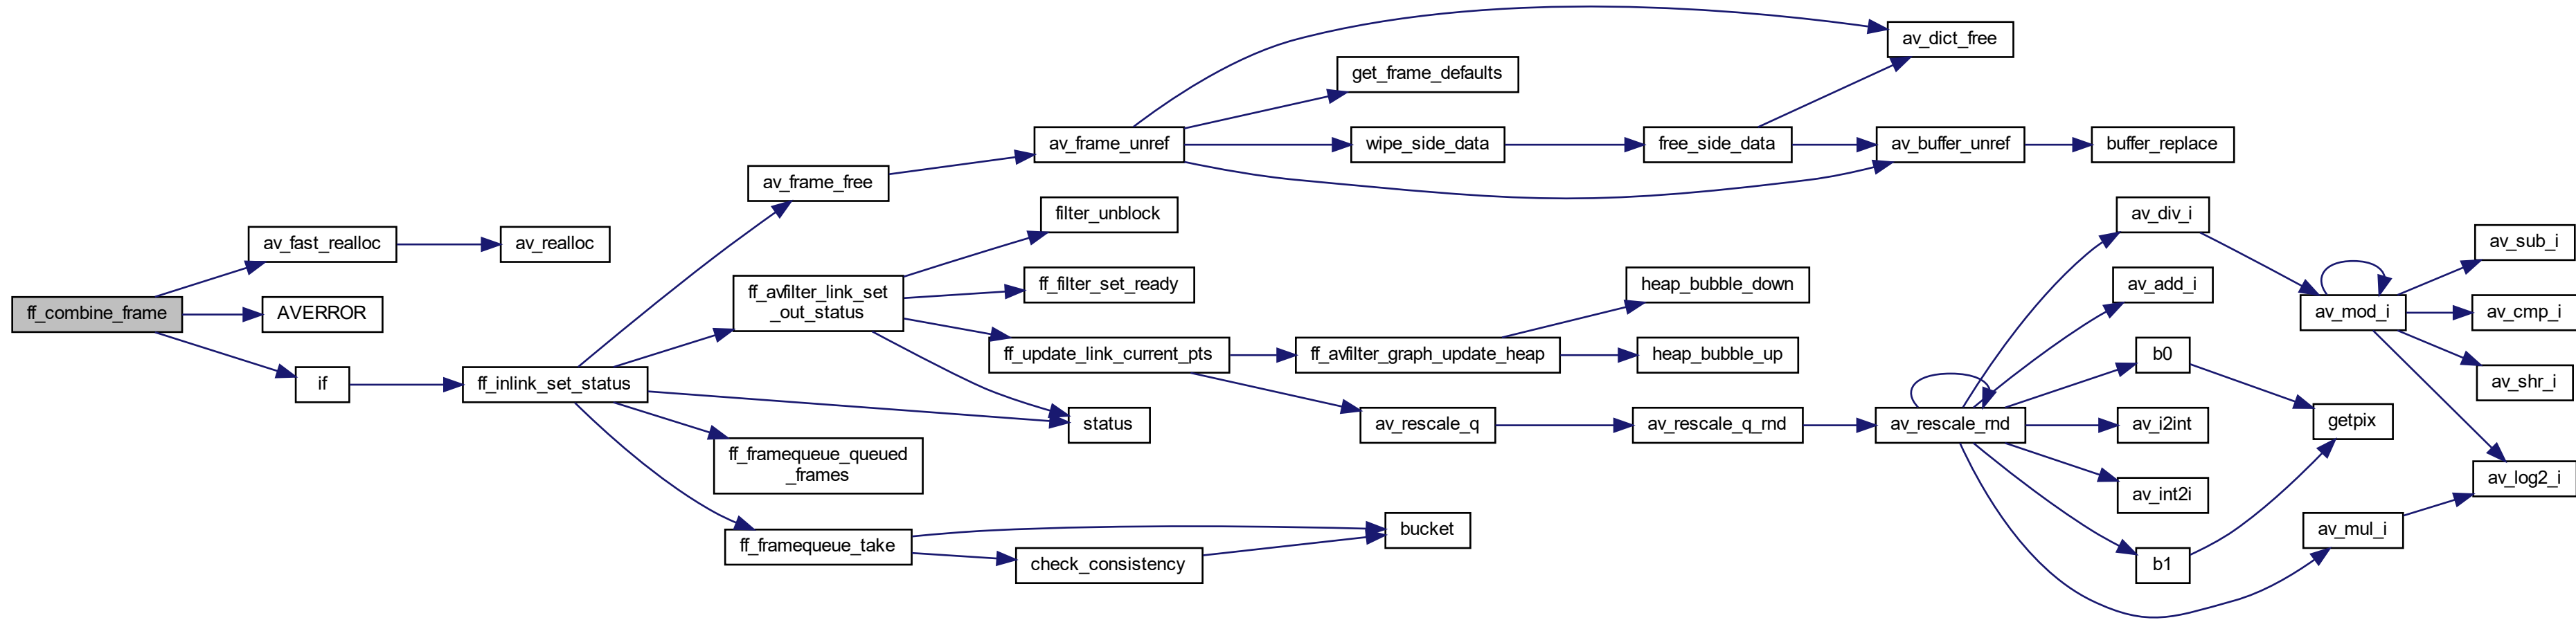 ff_combine_frame
av_fast_realloc
AVERROR
if
av_realloc
ff_inlink_set_status
av_frame_free
ff_avfilter_link_set
_out_status
ff_framequeue_queued
_frames
ff_framequeue_take
av_frame_unref
filter_unblock
ff_filter_set_ready
ff_update_link_current_pts
status
check_consistency
get_frame_defaults
wipe_side_data
ff_avfilter_graph_update_heap
av_rescale_q
bucket
free_side_data
heap_bubble_down
heap_bubble_up
av_rescale_q_rnd
av_dict_free
av_buffer_unref
av_rescale_rnd
buffer_replace
av_div_i
av_add_i
b0
av_i2int
av_int2i
b1
av_mod_i
getpix
av_mul_i
av_sub_i
av_cmp_i
av_shr_i
av_log2_i